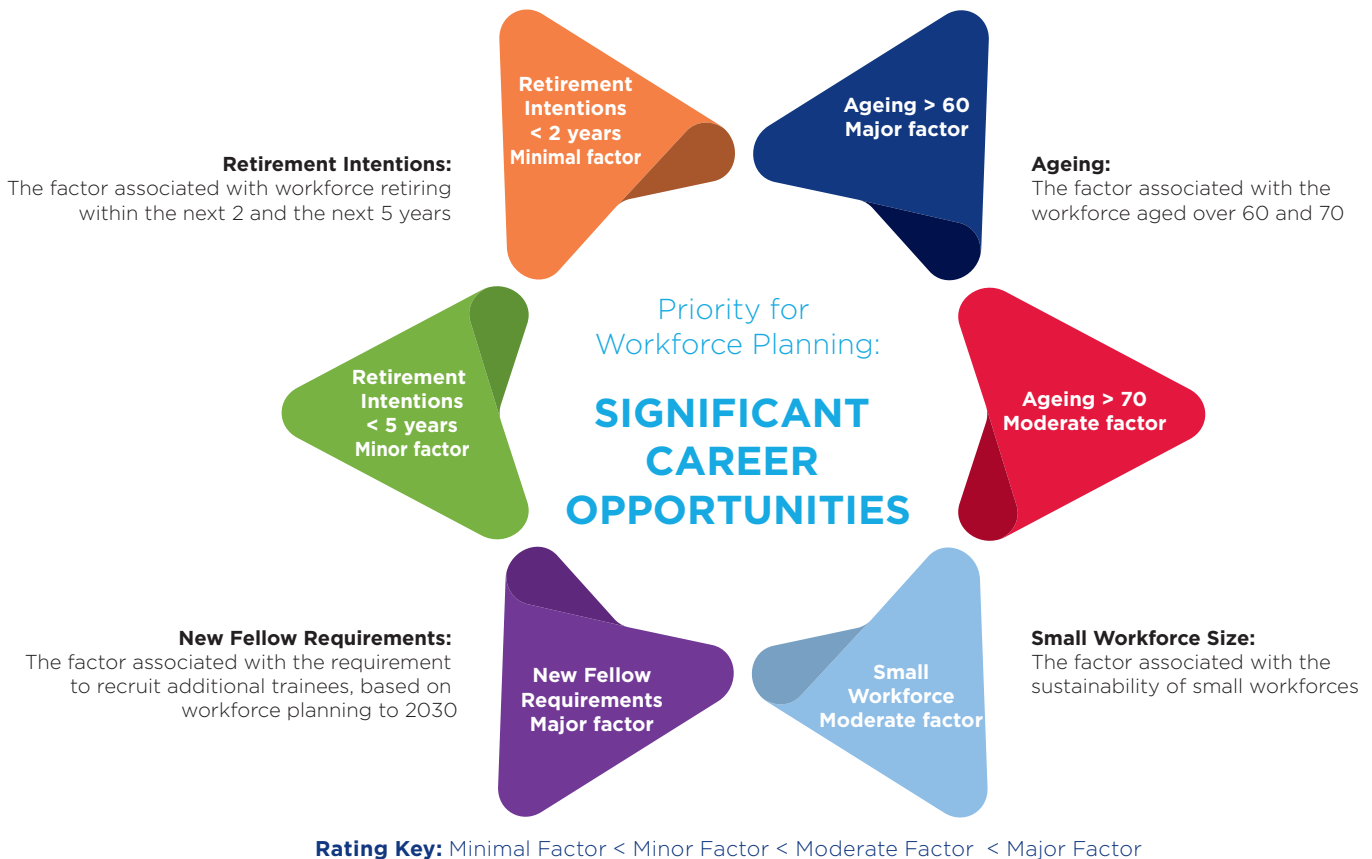 Retirement
Intentions
< 2 years
Minimal factor
Ageing > 60
Major factor
Retirement Intentions:
The factor associated with workforce retiring
within the next 2 and the next 5 years
Ageing:
The factor associated with the
workforce aged over 60 and 70
Priority for
Workforce Planning:
SIGNIFICANT
CAREER
OPPORTUNITIES
Retirement
Intentions
< 5 years
Minor factor
Ageing > 70
Moderate factor
New Fellow Requirements:
The factor associated with the requirement
to recruit additional trainees, based on
workforce planning to 2030
New Fellow
Requirements
Major factor
Small
Workforce
Moderate factor
Small Workforce Size:
The factor associated with the
sustainability of small workforces
Rating Key: Minimal Factor < Minor Factor < Moderate Factor < Major Factor